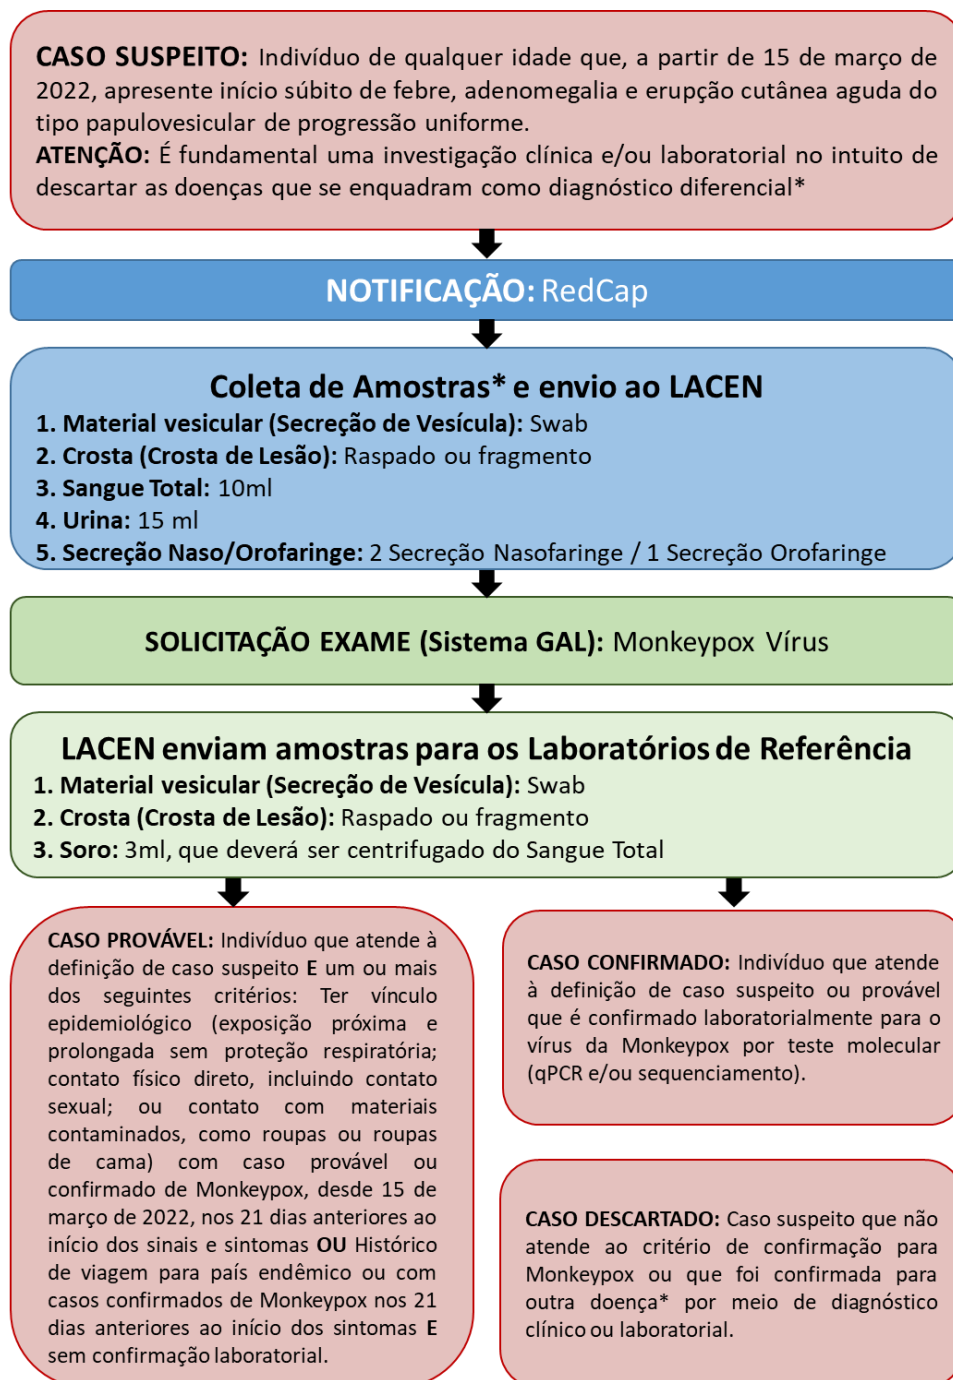 CASO SUSPEITO: Indivíduo de qualquer idade que, a partir de 15 de março de
2022, apresente início súbito de febre, adenomegalia e erupção cutânea aguda do
tipo papulovesicular de progressão uniforme.
ATENÇÃO: É fundamental uma investigação clínica e/ou laboratorial no intuito de
descartar as doenças que se enquadram como diagnóstico diferencial*
NOTIFICAÇÃO: RedCap
Coleta de Amostras* e envio ao LACEN
1. Material vesicular (Secreção de Vesícula): Swab
2. Crosta (Crosta de Lesão): Raspado ou fragmento
3. Sangue Total: 10ml
4. Urina: 15 ml
5. Secreção Naso/Orofaringe: 2 Secreção Nasofaringe / 1 Secreção Orofaringe
SOLICITAÇÃO EXAME (Sistema GAL): Monkeypox Vírus
LACEN enviam amostras para os Laboratórios de Referência
1. Material vesicular (Secreção de Vesícula): Swab
2. Crosta (Crosta de Lesão): Raspado ou fragmento
3. Soro: 3ml, que deverá ser centrifugado do Sangue Total
CASO PROVÁVEL: Indivíduo que atende à
definição de caso suspeito E um ou mais
dos seguintes critérios: Ter vínculo
epidemiológico (exposição próxima e
prolongada sem proteção respiratória;
contato físico direto, incluindo contato
sexual; ou contato com materiais
contaminados, como roupas ou roupas
de cama) com caso provável ou
confirmado de Monkeypox, desde 15 de
março de 2022, nos 21 dias anteriores ao
início dos sinais e sintomas OU Histórico
de viagem para país endêmico ou com
casos confirmados de Monkeypox nos 21
dias anteriores ao início dos sintomas E
sem confirmação laboratorial.
CASO CONFIRMADO: Indivíduo que atende
à definição de caso suspeito ou provável
que é confirmado laboratorialmente para o
vírus da Monkeypox por teste molecular
(qPCR e/ou sequenciamento).
CASO DESCARTADO: Caso suspeito que não
atende ao critério de confirmação para
Monkeypox ou que foi confirmada para
outra doença* por meio de diagnóstico
clínico ou laboratorial.